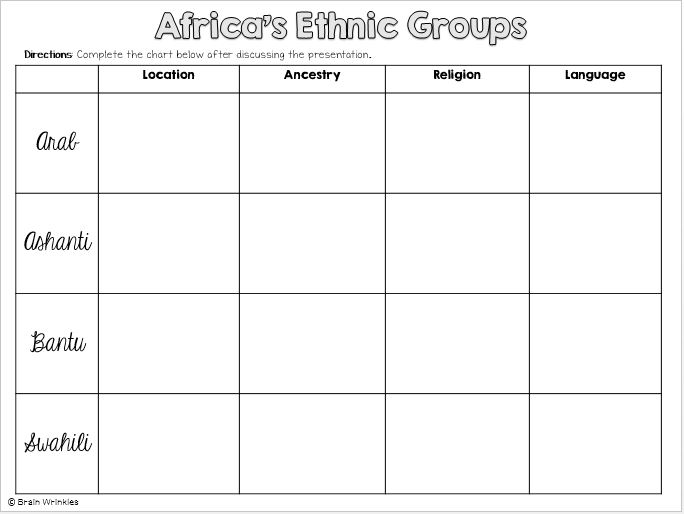 Africa's Ethnic Groups
Directions: Complete the chart below after discussing the presentation.
Location Ancestry Religion Language
Arab
Ashanti
Bantu
Swahili
© Brain Wrinkles